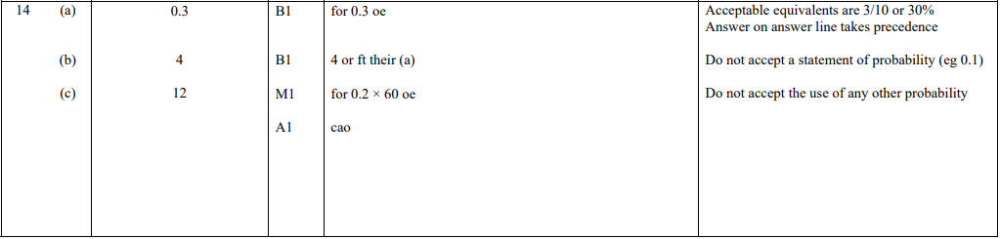 14 (a) 0.3 B1 for 0.3 oe Acceptable equivalents are 3/10 or 30%
Answer on answer line takes precedence
(b) 4 B1 4 or ft their (a) Do not accept a statement of probability (eg 0.1)
(c) 12 M1 for 0.2 × 60 oe Do not accept the use of any other probability
A1 cao